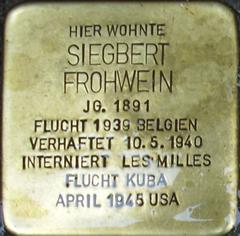 HIER WOHNTE
SIEGBERT
FROHWEIN
JG. 1891
FLUCHT 1939 BELGIEN
VERHAFTET 10.5.1940
INTERNIERT LES MILLES
FLUCHT KUBA
APRIL 1945 USA